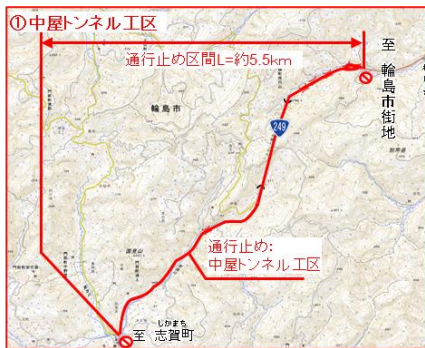 ①中屋トンネル工区
通行止め区間L=約5.5km
至 輪島市街地
輪島市
249
通行止め:
中屋トンネル工区
しかまち
至 志賀町